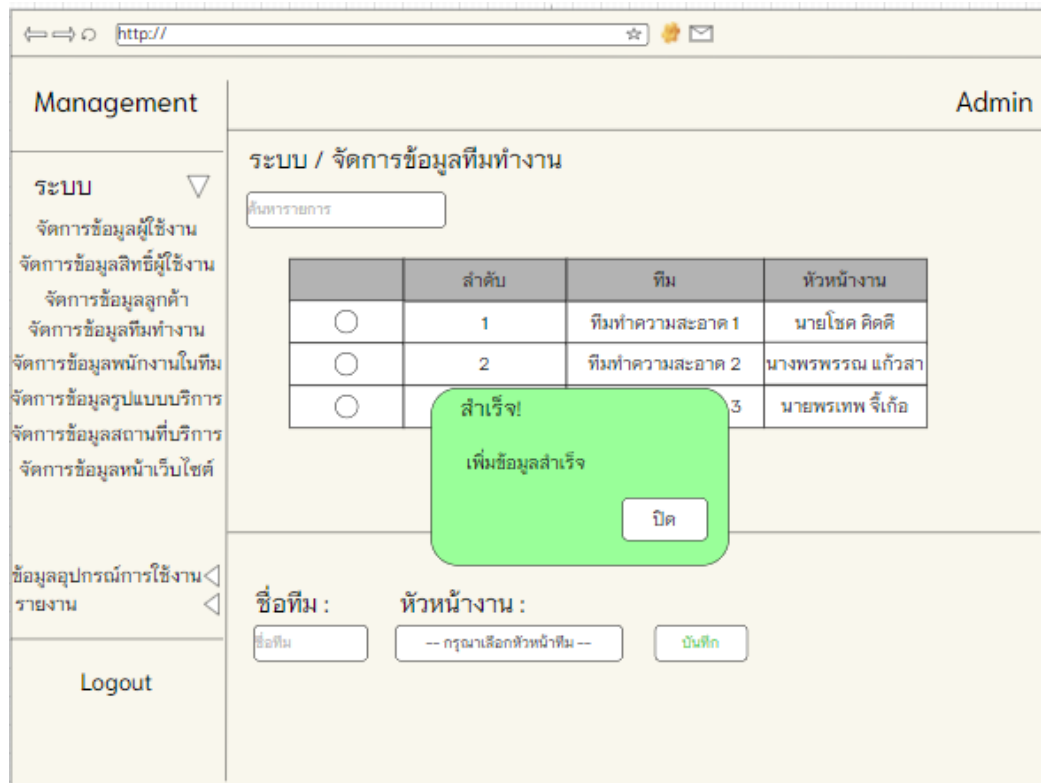 http://
Management
Admin
ระบบ / จัดการข้อมูลทีมทำงาน
ค้นหารายการ
ระบบ
จัดการข้อมูลผู้ใช้งาน
จัดการข้อมูลสิทธิ์ผู้ใช้งาน
จัดการข้อมูลลูกค้า
จัดการข้อมูลทีมทำงาน
จัดการข้อมูลพนักงานในทีม
จัดการข้อมูลรูปแบบบริการ
จัดการข้อมูลสถานที่บริการ
จัดการข้อมูลหน้าเว็บไซต์
ข้อมูลอุปกรณ์การใช้งาน
รายงาน
Logout
ลำดับ ทีม หัวหน้างาน
1 ทีมทำความสะอาด 1 นายโชค คิดดี
2 ทีมทำความสะอาด 2 นางพรพรรณ แก้วสา
3 นายพรเทพ จี้เก้อ
สำเร็จ!
เพิ่มข้อมูลสำเร็จ
ปิด
ชื่อทีม : หัวหน้างาน :
ชื่อทีม -- กรุณาเลือกหัวหน้าทีม -- บันทึก